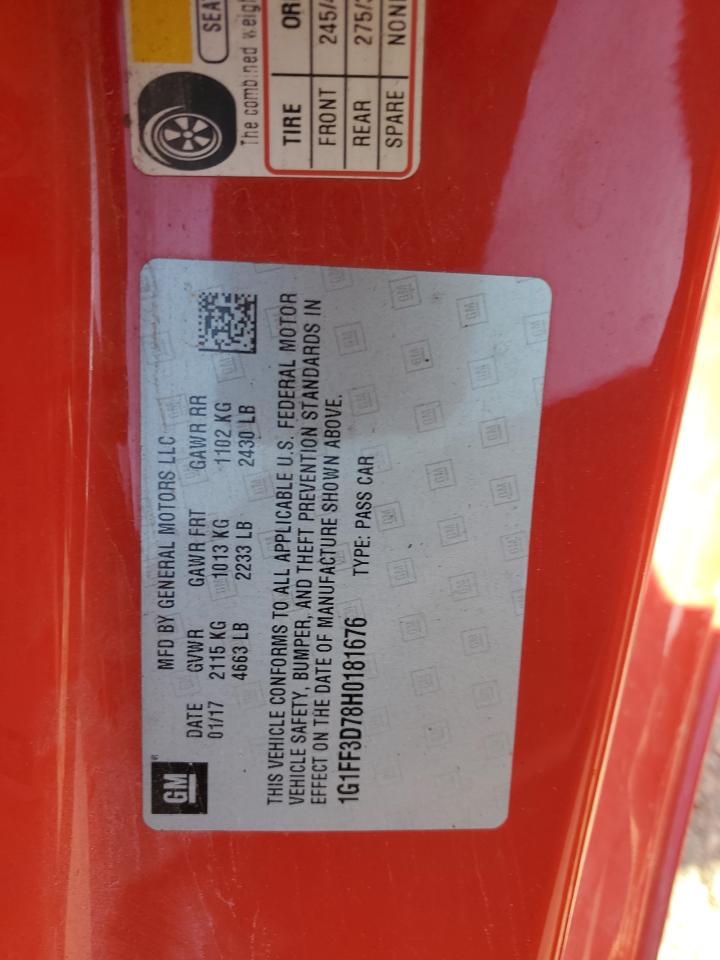 GM
MFD BY GENERAL MOTORS LLC
DATE GVWR GAWR FRT GAWR RR
01/17 2115 KG 1013 KG 1102 KG
4663 LB 2233 LB 2430 LB
THIS VEHICLE CONFORMS TO ALL APPLICABLE U.S. FEDERAL MOTOR
VEHICLE SAFETY, BUMPER, AND THEFT PREVENTION STANDARDS IN
EFFECT ON THE DATE OF MANUFACTURE SHOWN ABOVE.
1G1FF3D78H0181676 TYPE: PASS CAR
SEA
The combined weigh
TIRE OR
FRONT 245/4
REAR 275/3
SPARE NON